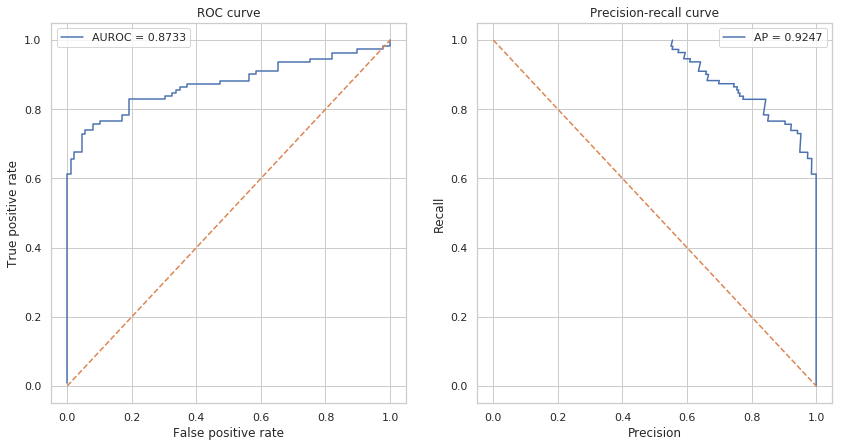 ROC curve
AUROC = 0.8733
1.0
0.8
0.6
0.4
0.2
0.0
True positive rate
0.0 0.2 0.4 0.6 0.8 1.0
False positive rate
Precision-recall curve
AP = 0.9247
1.0
0.8
0.6
0.4
0.2
0.0
Recall
0.0 0.2 0.4 0.6 0.8 1.0
Precision